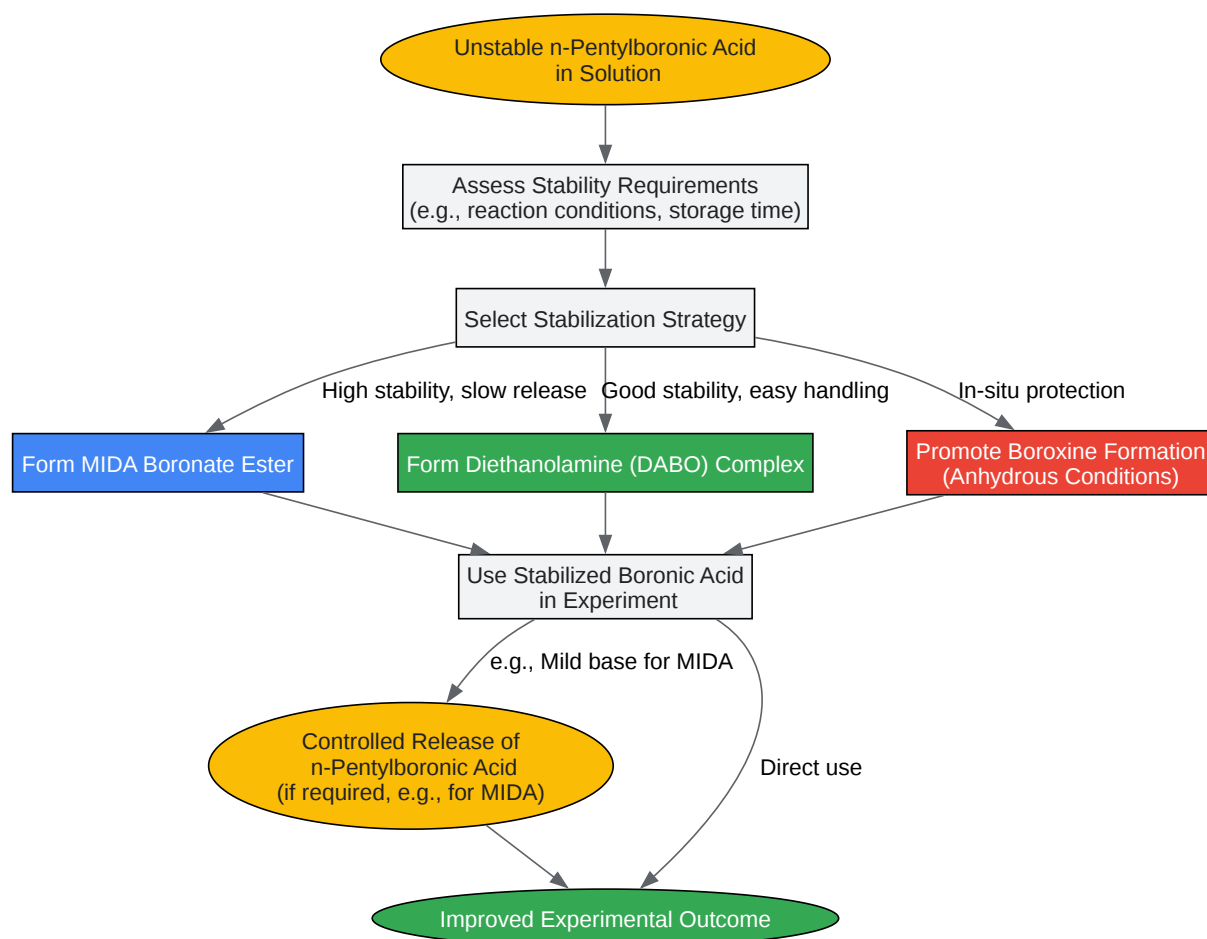 Unstable n-Pentylboronic Acid
in Solution
Assess Stability Requirements
(e.g., reaction conditions, storage time)
Select Stabilization Strategy
High stability, slow release
Good stability, easy handling
In-situ protection
Form MIDA Boronate Ester
Form Diethanolamine (DABO) Complex
Promote Boroxine Formation
(Anhydrous Conditions)
Use Stabilized Boronic Acid
in Experiment
e.g., Mild base for MIDA
Controlled Release of
n-Pentylboronic Acid
(if required, e.g., for MIDA)
Direct use
Improved Experimental Outcome